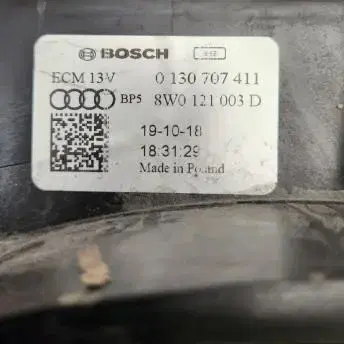 BOSCH
ECM 13V 0 130 707 411
BP5 8W0 121 003 D
19-10-18
18:31:29
Made in Poland